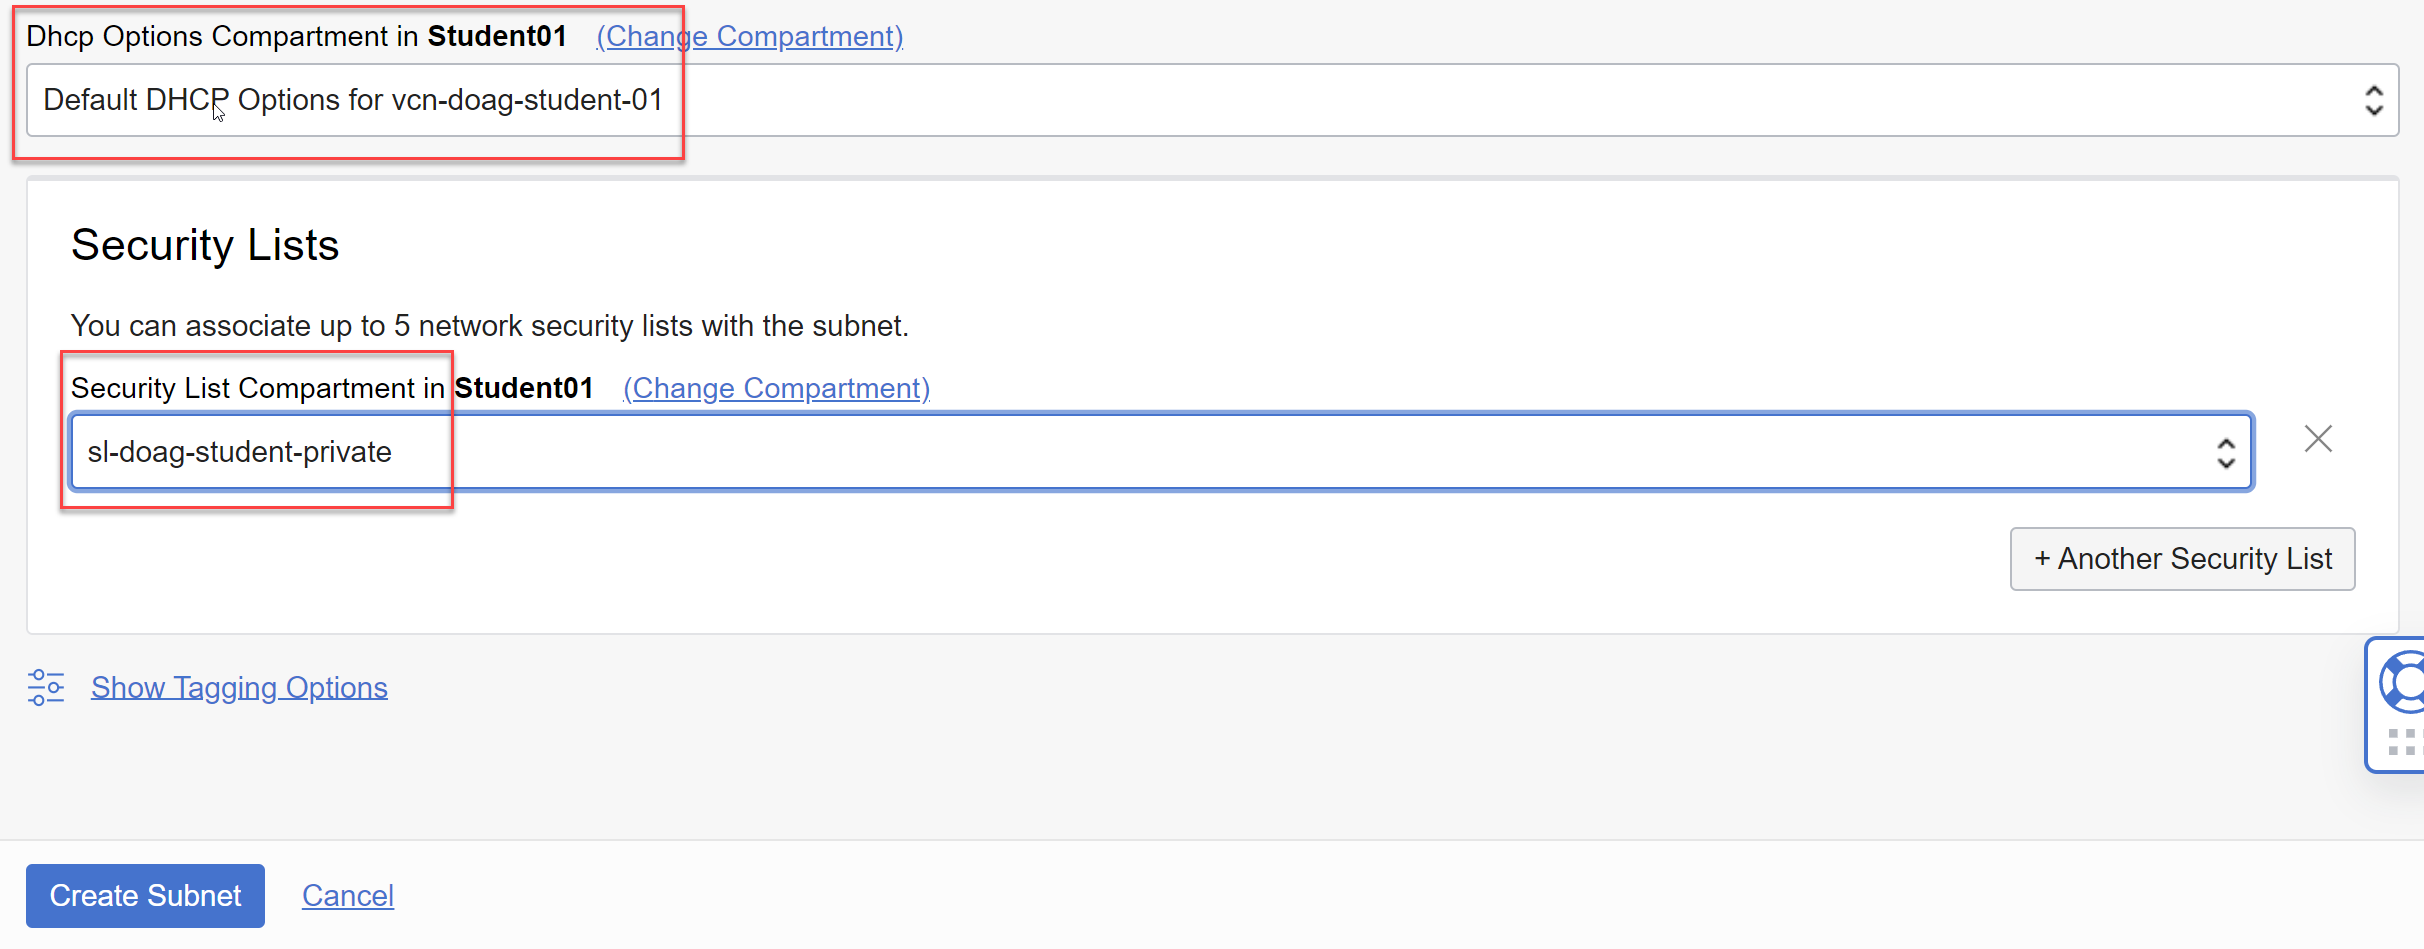 Dhcp Options Compartment in Student01 (Change Compartment)
Default DHCP Options for vcn-doag-student-01
Security Lists
You can associate up to 5 network security lists with the subnet.
Security List Compartment in Student01 (Change Compartment)
sl-doag-student-private
+ Another Security List
Show Tagging Options
Create Subnet Cancel